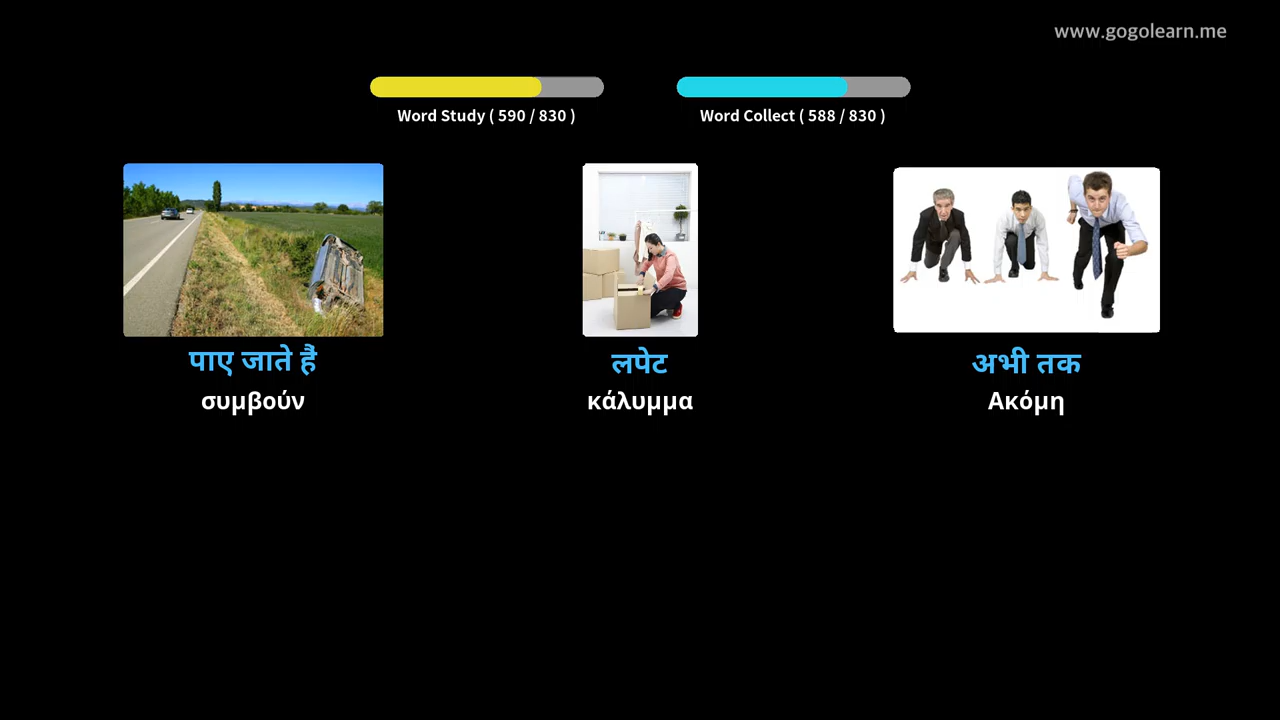 www.gogolearn.me
Word Study ( 590 / 830 )
Word Collect ( 588 / 830 )
पाए जाते हैं
लपेट
अभी तक
συμβούν
κάλυμμα
Ακόμη